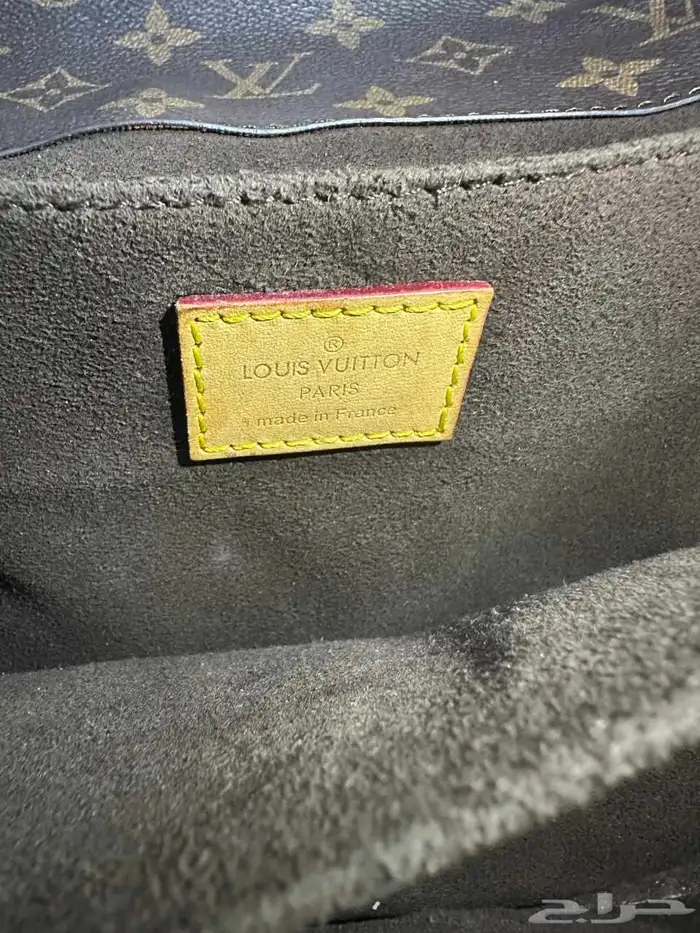 ®
LOUIS VUITTON
PARIS
made in France
حراج